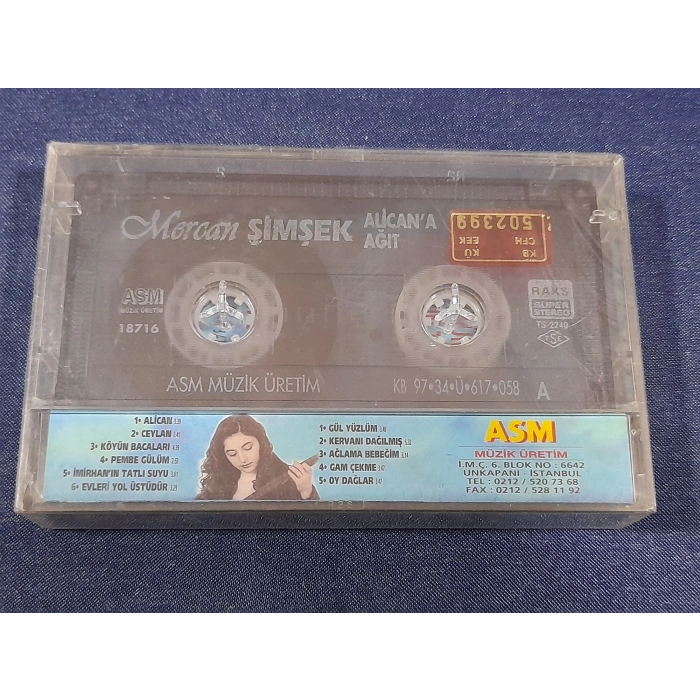 Mercan ŞİMŞEK ALİCAN'A
AĞIT
502399
KB KÜ
CFH EEK
ASM
MÜZİK ÜRETİM
18716
RAKS
SUPER
STEREO
TS-2240
TSE
ASM MÜZİK ÜRETİM
KB 97•34•Ü•617•058
A
1• ALİCAN
2• CEYLAN
3• KÖYÜN BACALARI
4• PEMBE GÜLÜM
5• İMİRHAN'IN TATLI SUYU
6• EVLERİ YOL ÜSTÜDÜR
1• GÜL YÜZLÜM
2• KERVANI DAĞILMIŞ
3• AĞLAMA BEBEĞİM
4• GAM ÇEKME
5• OY DAĞLAR
ASM
MÜZİK ÜRETİM
İ.M.Ç. 6. BLOK NO : 6642
UNKAPANI - İSTANBUL
TEL : 0212 / 520 73 68
FAX : 0212 / 528 11 92